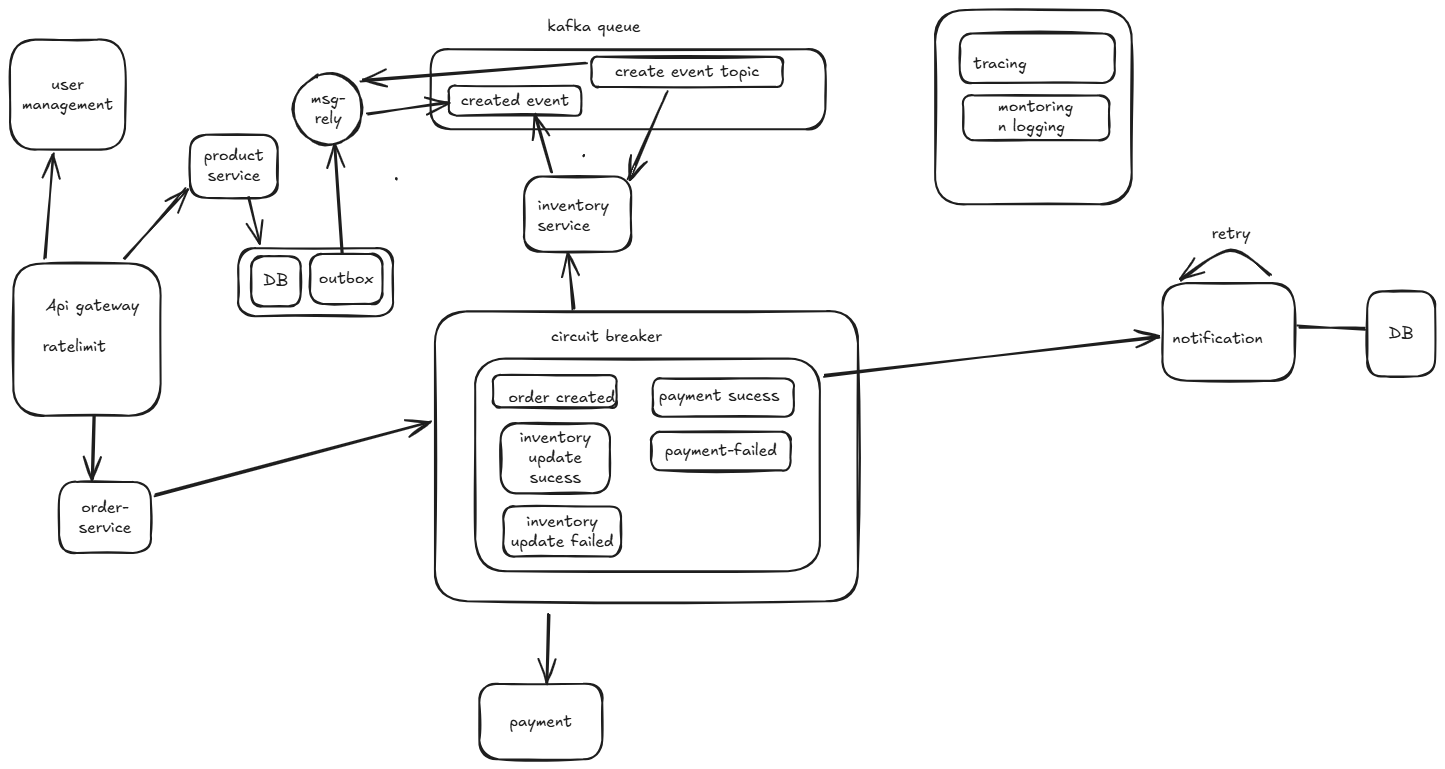 kafka queue
user
management
msg-
rely
create event topic
created event
tracing
montoring
n logging
product
service
inventory
service
retry
DB
outbox
Api gateway
ratelimit
circuit breaker
notification
DB
order created
payment sucess
inventory
update
sucess
payment-failed
inventory
update failed
order-
service
payment